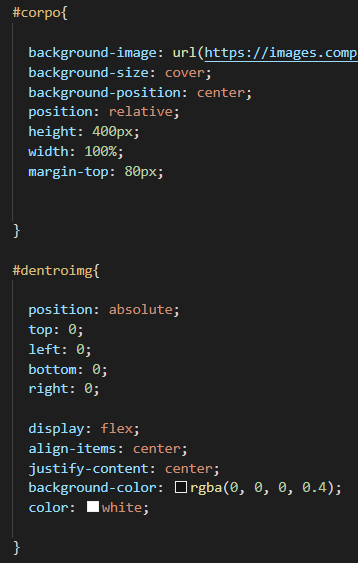 #corpo{
background-image: url(https://images.comp
background-size: cover;
background-position: center;
position: relative;
height: 400px;
width: 100%;
margin-top: 80px;
}
#dentroimg{
position: absolute;
top: 0;
left: 0;
bottom: 0;
right: 0;
display: flex;
align-items: center;
justify-content: center;
background-color: rgba(0, 0, 0, 0.4);
color: white;
}